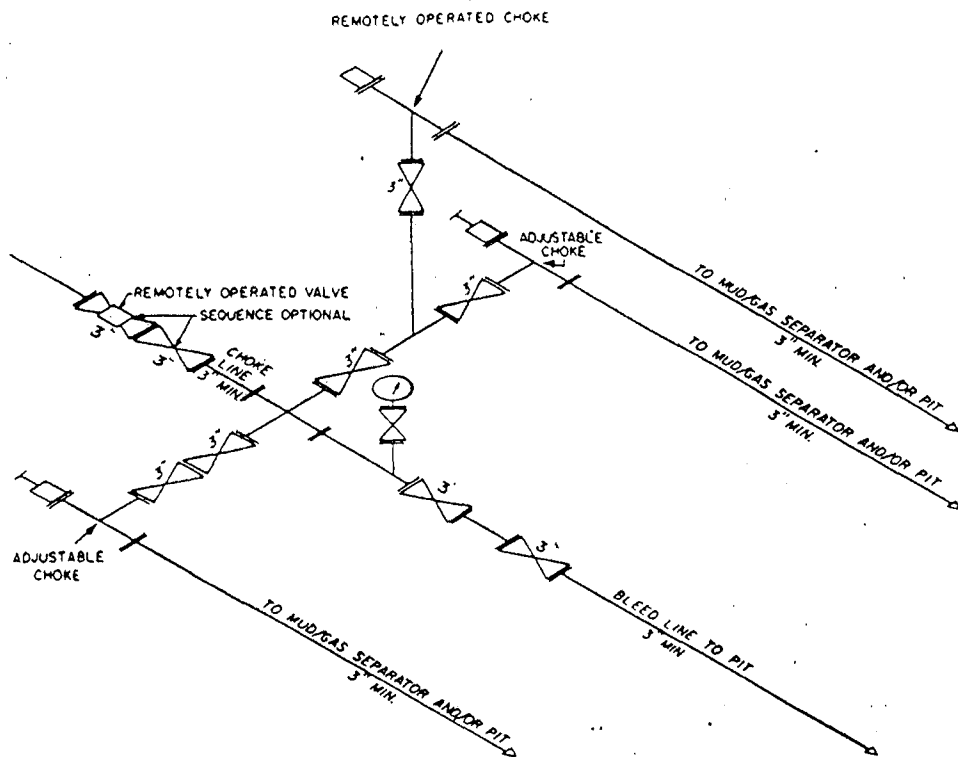 REMOTELY OPERATED CHOKE
3"
ADJUSTABLE
CHOKE
3"
TO MUD/GAS SEPARATOR AND/OR PIT
3" MIN.
REMOTELY OPERATED VALVE
SEQUENCE OPTIONAL
3"
3"
CHOKE
LINE
3" MIN.
3"
TO MUD/GAS SEPARATOR AND/OR PIT
3" MIN.
3"
3"
3"
3"
ADJUSTABLE
CHOKE
BLEED LINE TO PIT
3" MIN
TO MUD/GAS SEPARATOR AND/OR PIT
3" MIN.